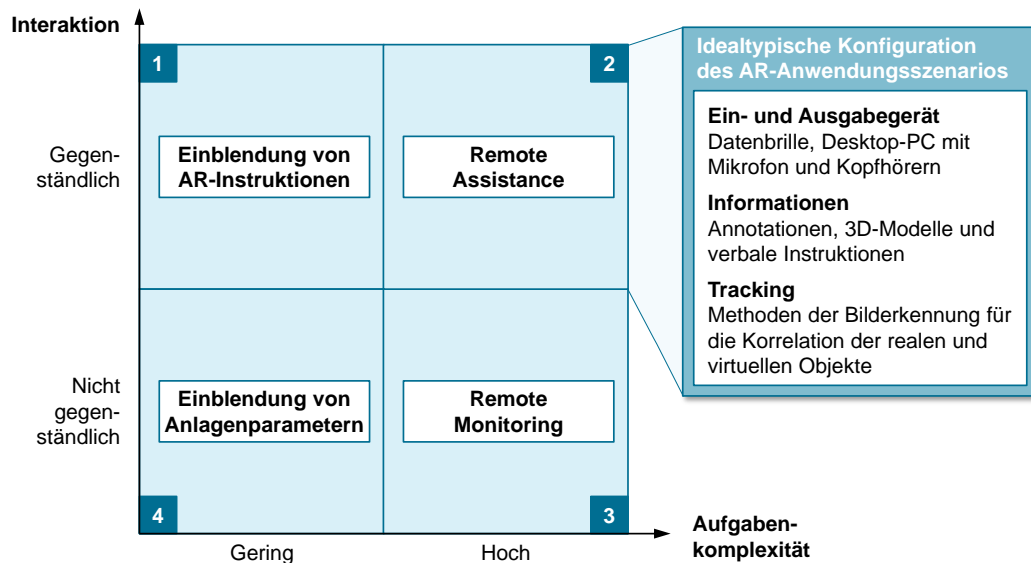 Interaktion
1
2
Gegen-
ständlich
Einblendung von
AR-Instruktionen
Remote
Assistance
Nicht
gegen-
ständlich
Einblendung von
Anlagenparametern
Remote
Monitoring
4
3
Gering
Hoch
Aufgaben-
komplexität
Idealtypische Konfiguration
des AR-Anwendungsszenarios
Ein- und Ausgabegerät
Datenbrille, Desktop-PC mit
Mikrofon und Kopfhörern
Informationen
Annotationen, 3D-Modelle und
verbale Instruktionen
Tracking
Methoden der Bilderkennung für
die Korrelation der realen und
virtuellen Objekte